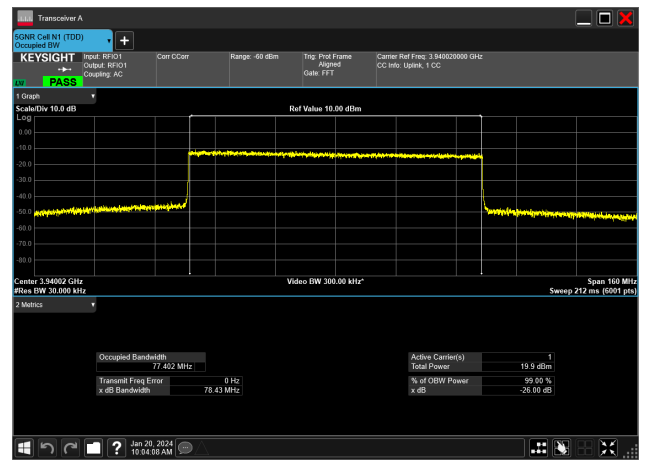 Transceiver A
5GNR Cell N1 (TDD)
Occupied BW
KEYSIGHT Input: RFIO1 Corr CCorr Range: -60 dBm Trig: Prot Frame Carrier Ref Freq: 3.940020000 GHz
Output: RFIO1 Aligned CC Info: Uplink, 1 CC
Coupling: AC Gate: FFT
PASS
1 Graph
Scale/Div 10.0 dB Ref Value 10.00 dBm
Log
0.00
-10.0
-20.0
-30.0
-40.0
-50.0
-60.0
-70.0
-80.0
Center 3.94002 GHz Video BW 300.00 kHz* Span 160 MHz
#Res BW 30.000 kHz Sweep 212 ms (6001 pts)
2 Metrics
Occupied Bandwidth Active Carrier(s) 1
77.402 MHz Total Power 19.9 dBm
Transmit Freq Error 0 Hz % of OBW Power 99.00 %
x dB Bandwidth 78.43 MHz x dB -26.00 dB
Jan 20, 2024
10:04:08 AM